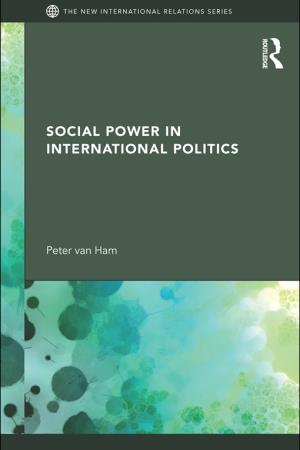 THE NEW INTERNATIONAL RELATIONS SERIES
ROUTLEDGE
SOCIAL POWER IN
INTERNATIONAL POLITICS
Peter van Ham